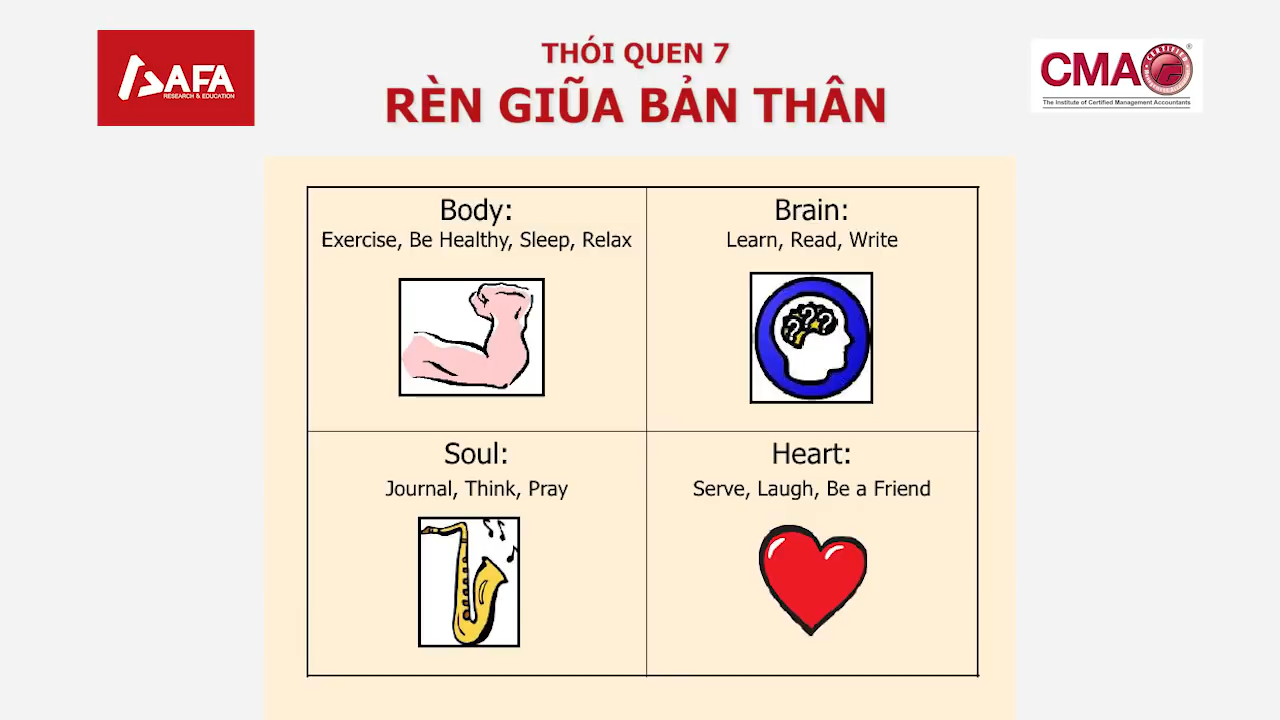 AFA
RESEARCH & EDUCATION
THÓI QUEN 7
RÈN GIŨA BẢN THÂN
CMA
CERTIFIED
®
The Institute of Certified Management Accountants
Body:
Exercise, Be Healthy, Sleep, Relax
Brain:
Learn, Read, Write
???
Soul:
Journal, Think, Pray
Heart:
Serve, Laugh, Be a Friend